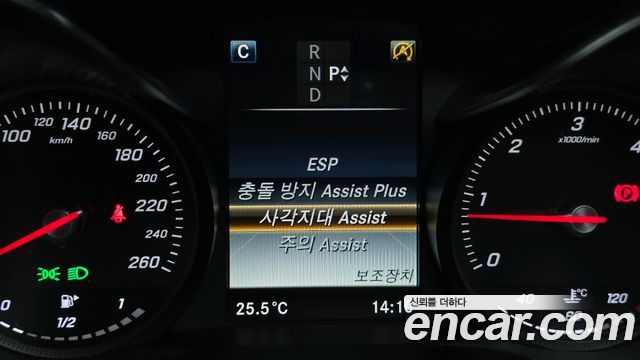 C
R
N P
D
ESP
충돌 방지 Assist Plus
사각지대 Assist
주의 Assist
보조장치
25.5°C
100 120 140 160 180 200 220 240 260
km/h
0 1/2 1
1 2 3 4
x1000/min
40 °C 80 120
신뢰를 더하다
encar.com